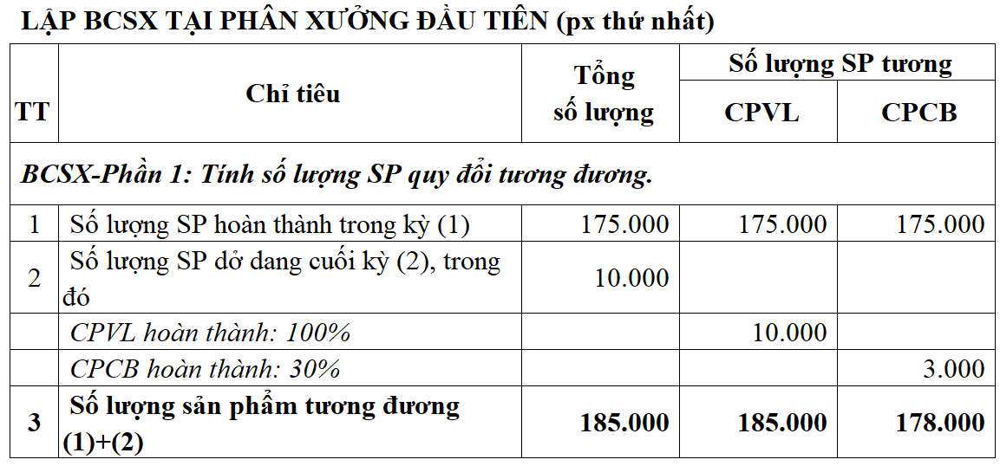 LẬP BCSX TẠI PHÂN XƯỞNG ĐẦU TIÊN (px thứ nhất)
TT Chỉ tiêu Tổng số lượng Số lượng SP tương
CPVL CPCB
BCSX-Phần 1: Tính số lượng SP quy đổi tương đương.
1 Số lượng SP hoàn thành trong kỳ (1) 175.000 175.000 175.000
2 Số lượng SP dở dang cuối kỳ (2), trong
đó 10.000
CPVL hoàn thành: 100% 10.000
CPCB hoàn thành: 30% 3.000
3 Số lượng sản phẩm tương đương
(1)+(2) 185.000 185.000 178.000